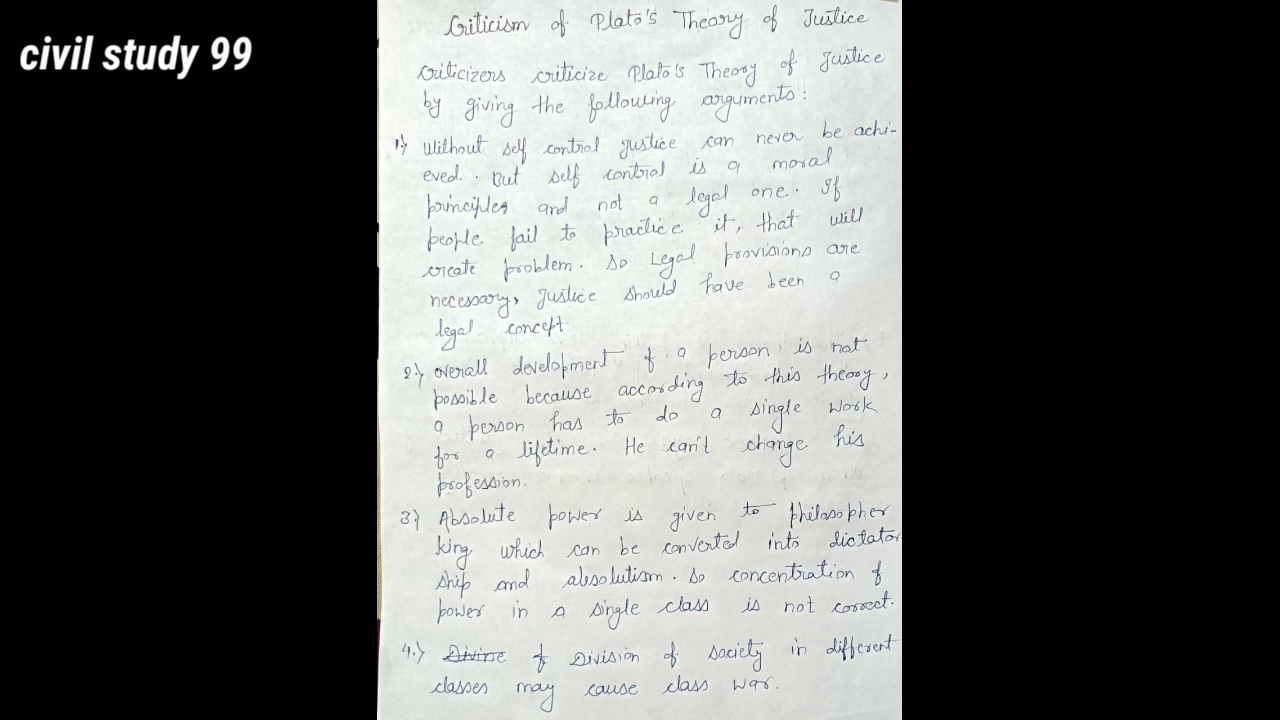 civil study 99
Criticism of Plato's Theory of Justice
Criticizers criticize Plato's Theory of Justice
by giving the following arguments:
1) Without self control justice can never be achi-
eved. But self control is a moral
principles and not a legal one. If
people fail to practice it, that will
create problem. So Legal provisions are
necessary, Justice should have been a
legal concept.
2) overall development of a person is not
possible because according to this theory,
a person has to do a single work
for a lifetime. He can't change his
profession.
3) Absolute power is given to philosopher
king which can be converted into dictator
ship and absolutism. So concentration of
power in a single class is not correct.
4.) Divine of Division of society in different
classes may cause class war.